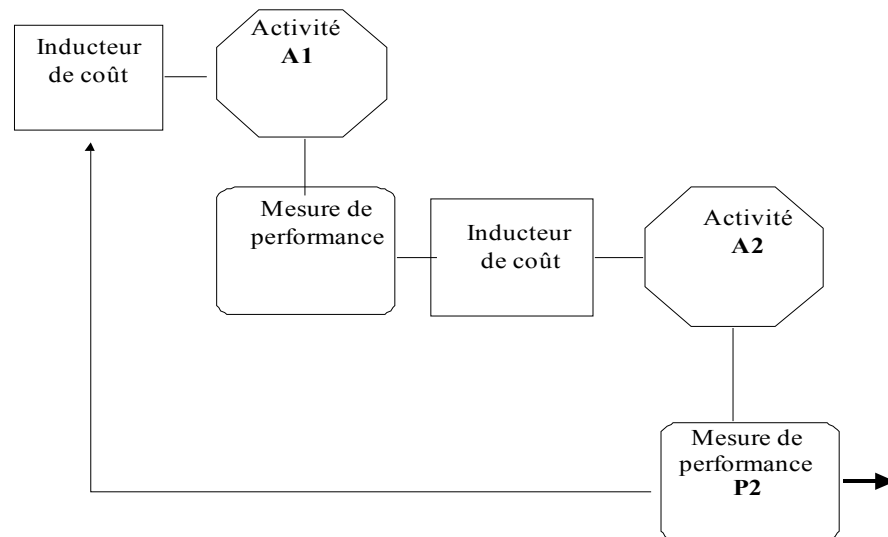 Inducteur
de coût
Activité
A1
Mesure de
performance
Inducteur
de coût
Activité
A2
Mesure de
performance
P2